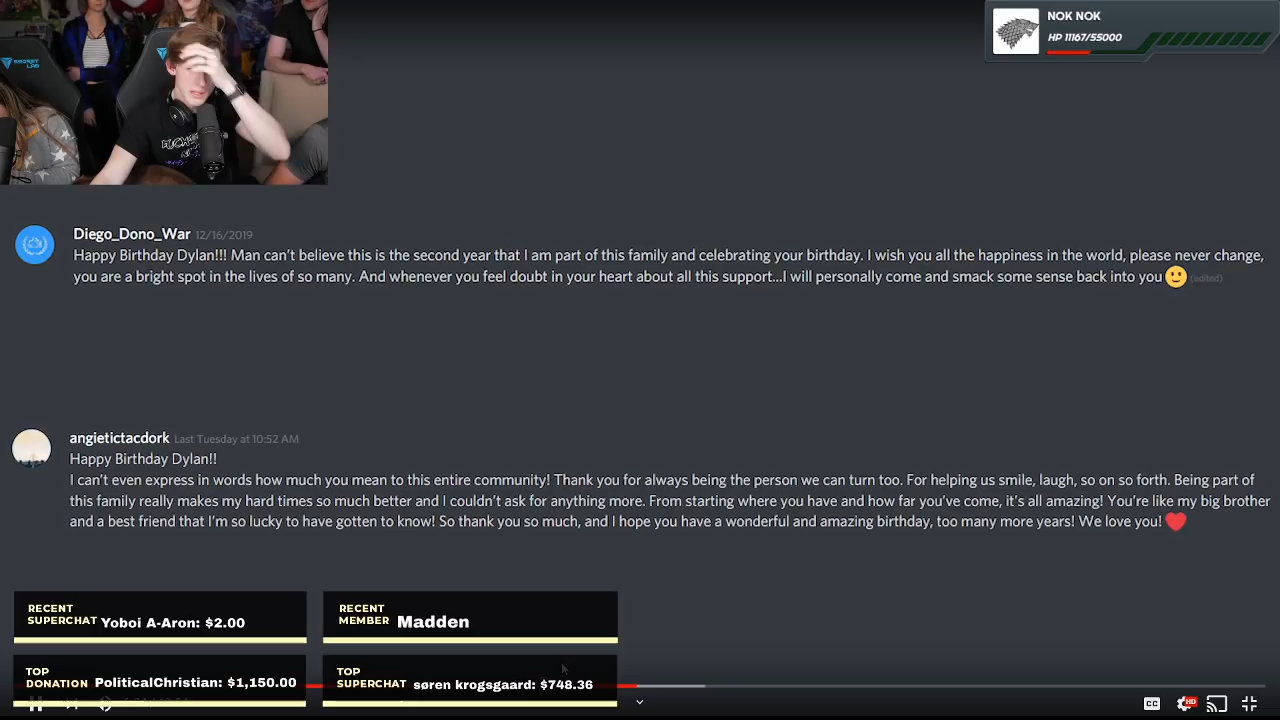 NOK NOK
HP 11167/55000
SECRET LAB
Diego_Dono_War 12/16/2019
Happy Birthday Dylan!!! Man can't believe this is the second year that I am part of this family and celebrating your birthday. I wish you all the happiness in the world, please never change,
you are a bright spot in the lives of so many. And whenever you feel doubt in your heart about all this support...I will personally come and smack some sense back into you🙂 (edited)
angietictacdork Last Tuesday at 10:52 AM
Happy Birthday Dylan!!
I can't even express in words how much you mean to this entire community! Thank you for always being the person we can turn too. For helping us smile, laugh, so on so forth. Being part of
this family really makes my hard times so much better and I couldn't ask for anything more. From starting where you have and how far you've come, it's all amazing! You're like my big brother
and a best friend that I'm so lucky to have gotten to know! So thank you so much, and I hope you have a wonderful and amazing birthday, too many more years! We love you! ❤️
RECENT SUPERCHAT Yoboi A-Aron: $2.00
RECENT MEMBER Madden
TOP DONATION PoliticalChristian: $1,150.00
TOP SUPERCHAT søren krogsgaard: $748.36
CC
HD